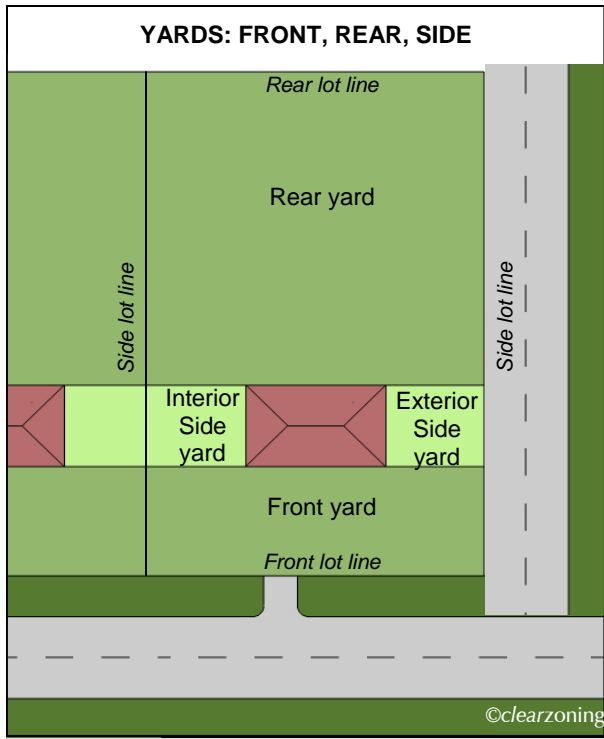 YARDS: FRONT, REAR, SIDE
Rear lot line
Rear yard
Side lot line
Side lot line
Interior
Side
yard
Exterior
Side
yard
Front yard
Front lot line
©clearzoning